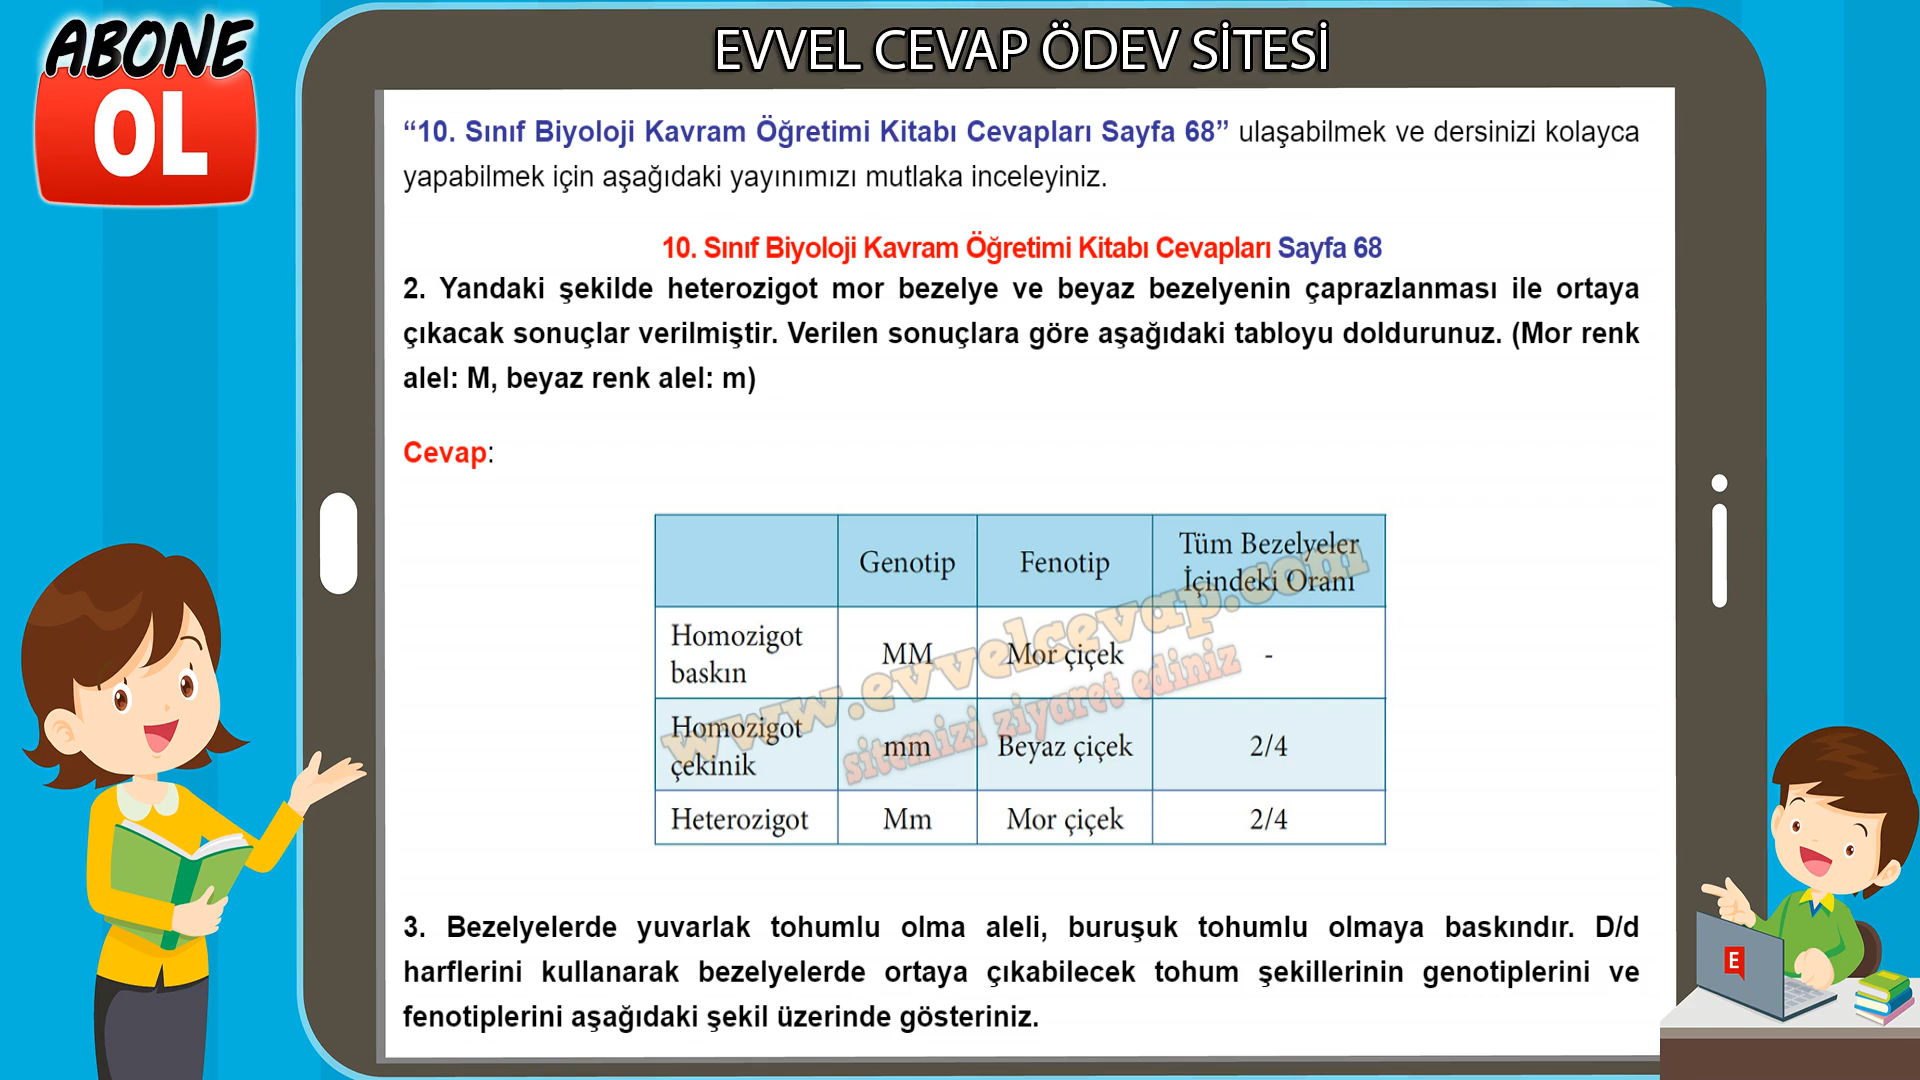 ABONE
OL
EVVEL CEVAP ÖDEV SİTESİ
“10. Sınıf Biyoloji Kavram Öğretimi Kitabı Cevapları Sayfa 68” ulaşabilmek ve dersinizi kolayca
yapabilmek için aşağıdaki yayınımızı mutlaka inceleyiniz.
10. Sınıf Biyoloji Kavram Öğretimi Kitabı Cevapları Sayfa 68
2. Yandaki şekilde heterozigot mor bezelye ve beyaz bezelyenin çaprazlanması ile ortaya
çıkacak sonuçlar verilmiştir. Verilen sonuçlara göre aşağıdaki tabloyu doldurunuz. (Mor renk
alel: M, beyaz renk alel: m)
Cevap:
Genotip Fenotip Tüm Bezelyeler
İçindeki Oranı
Homozigot
baskın MM Mor çiçek -
Homozigot
çekinik mm Beyaz çiçek 2/4
Heterozigot Mm Mor çiçek 2/4
www.evvelcevap.com
sitemizi ziyaret ediniz
3. Bezelyelerde yuvarlak tohumlu olma aleli, buruşuk tohumlu olmaya baskındır. D/d
harflerini kullanarak bezelyelerde ortaya çıkabilecek tohum şekillerinin genotiplerini ve
fenotiplerini aşağıdaki şekil üzerinde gösteriniz.
E